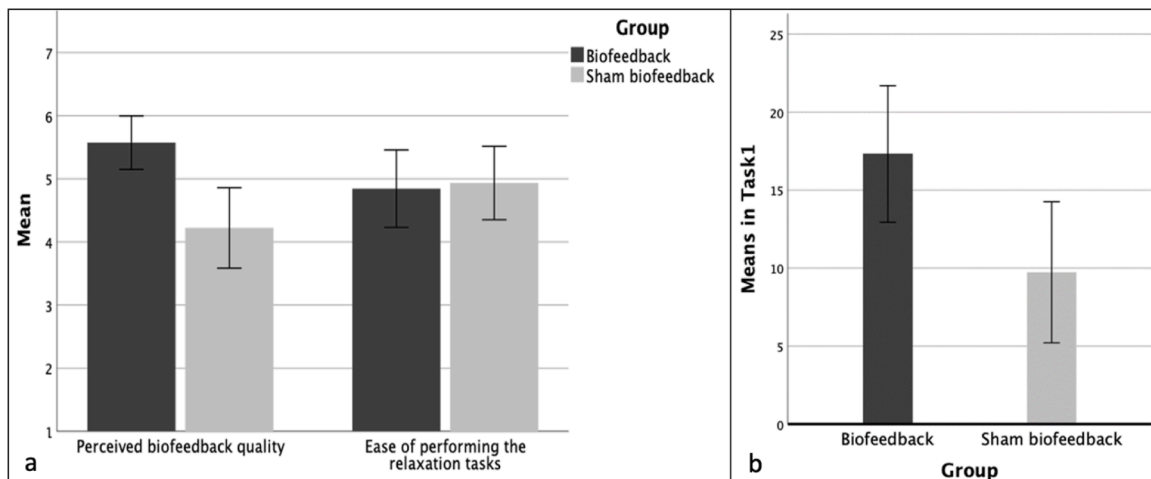 Group
Biofeedback
Sham biofeedback
Mean
7
6
5
4
3
2
1
Perceived biofeedback quality
Ease of performing the
relaxation tasks
a
Means in Task1
25
20
15
10
5
0
Biofeedback
Sham biofeedback
Group
b